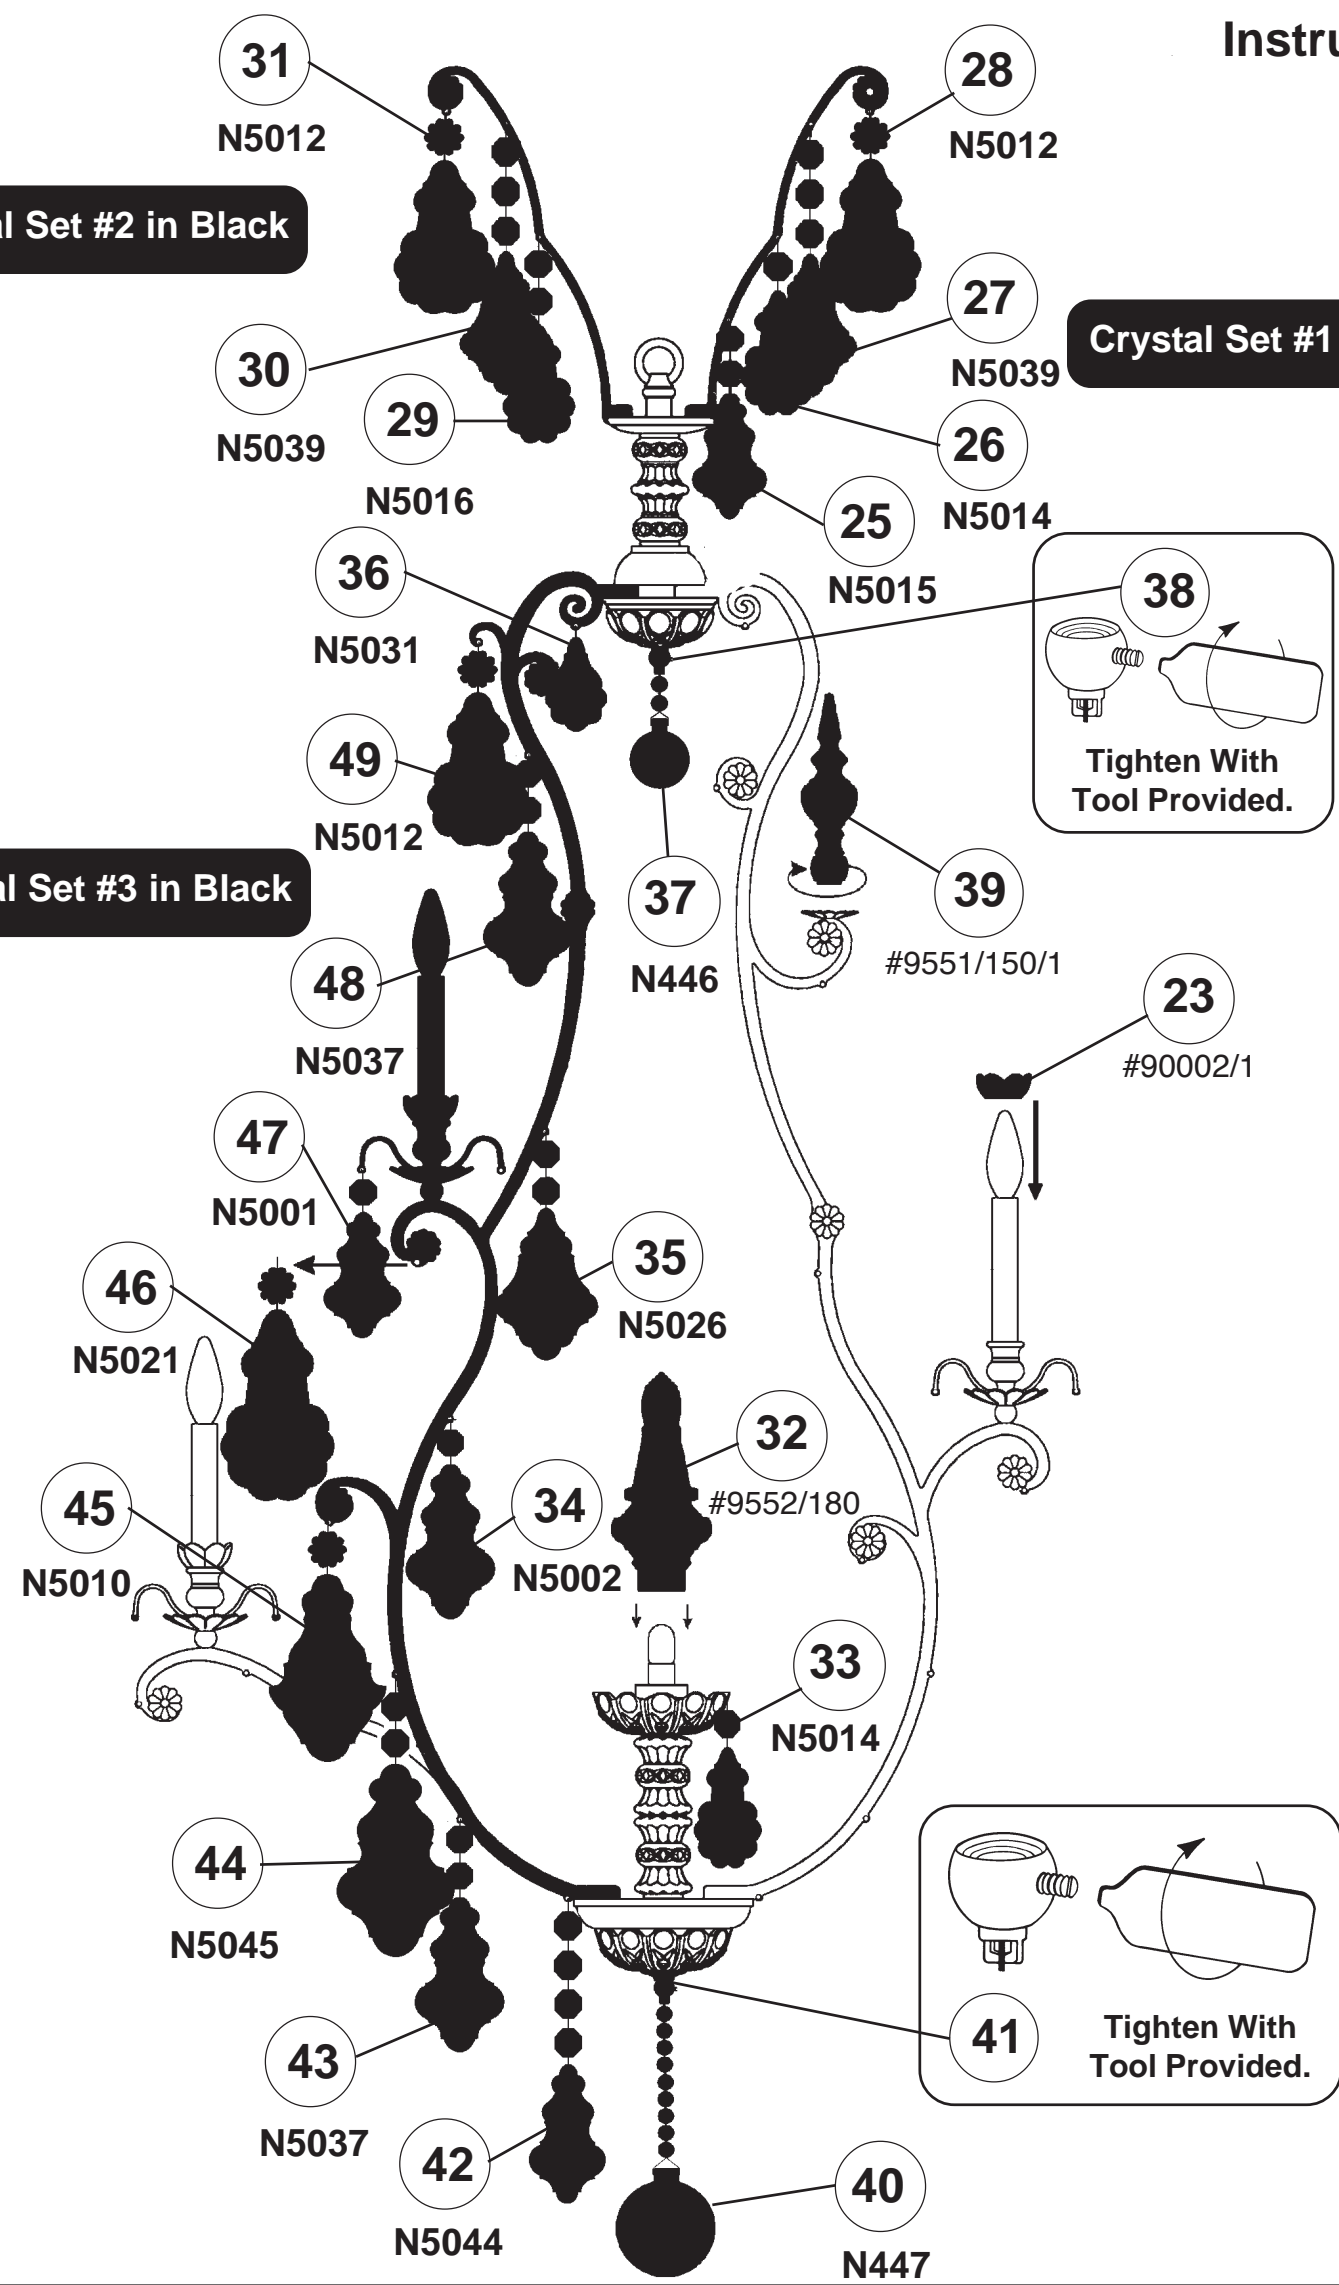 Instru
31
N5012
28
N5012
al Set #2 in Black
27
N5039
Crystal Set #1
30
N5039
29
N5016
26
N5014
25
N5015
36
N5031
38
Tighten With
Tool Provided.
49
N5012
37
N446
39
#9551/150/1
al Set #3 in Black
48
N5037
23
#90002/1
47
N5001
35
N5026
46
N5021
32
#9552/180
45
N5010
34
N5002
33
N5014
44
N5045
41
Tighten With
Tool Provided.
43
N5037
42
N5044
40
N447